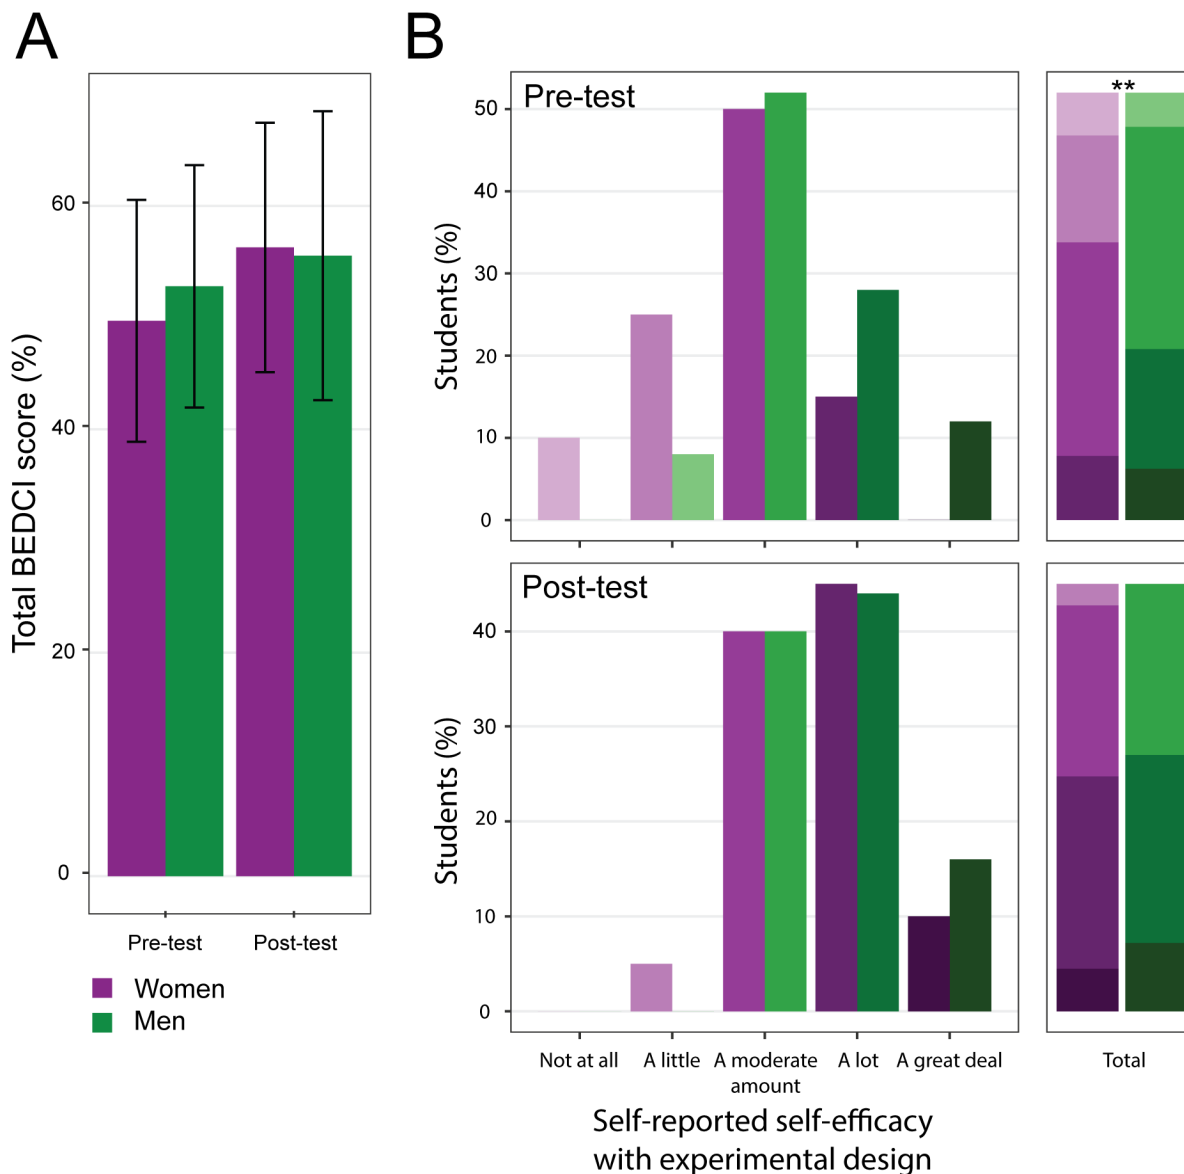 A
Total BEDCI score (%)
60
40
20
0
Pre-test
Post-test
Women
Men
B
Pre-test
Students (%)
50
40
30
20
10
0
**
Post-test
Students (%)
40
30
20
10
0
Not at all
A little
A moderate
amount
A lot
A great deal
Total
Self-reported self-efficacy
with experimental design